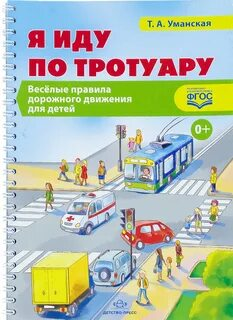 Т. А. Уманская
Я ИДУ
ПО ТРОТУАРУ
Весёлые правила
дорожного движения
для детей
ФГОС
0+
ДЕТСТВО-ПРЕСС